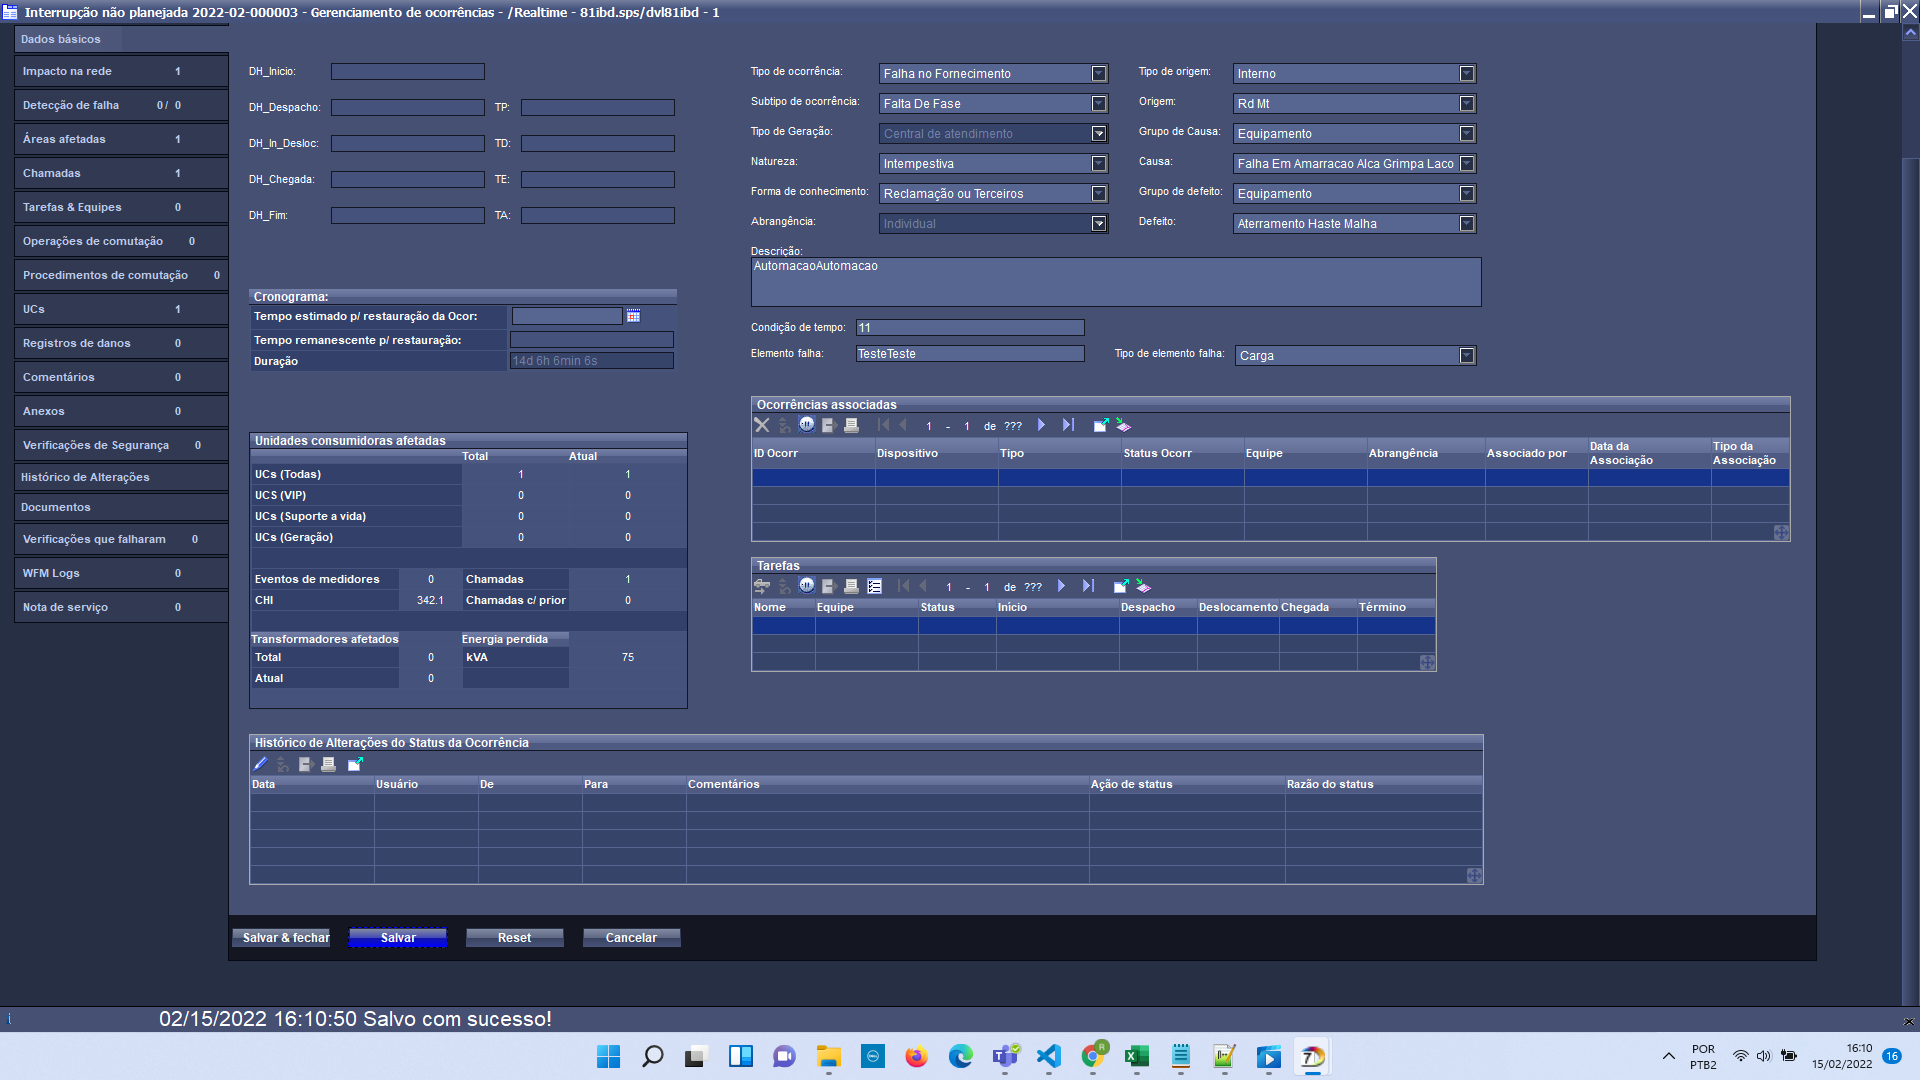 Interrupção não planejada 2022-02-000003 - Gerenciamento de ocorrências - /Realtime - 81ibd.sps/dvl81ibd - 1
Dados básicos
Impacto na rede 1
Detecção de falha 0 / 0
Áreas afetadas 1
Chamadas 1
Tarefas & Equipes 0
Operações de comutação 0
Procedimentos de comutação 0
UCs 1
Registros de danos 0
Comentários 0
Anexos 0
Verificações de Segurança 0
Histórico de Alterações
Documentos
Verificações que falharam 0
WFM Logs 0
Nota de serviço 0
DH_Inicio:
DH_Despacho: TP:
DH_In_Desloc: TD:
DH_Chegada: TE:
DH_Fim: TA:
Cronograma:
Tempo estimado p/ restauração da Ocor:
Tempo remanescente p/ restauração:
Duração 14d 6h 6min 6s
Unidades consumidoras afetadas
Total Atual
UCs (Todas) 1 1
UCS (VIP) 0 0
UCs (Suporte a vida) 0 0
UCs (Geração) 0 0
Eventos de medidores 0 Chamadas 1
CHI 342.1 Chamadas c/ prior 0
Transformadores afetados Energia perdida
Total 0 kVA 75
Atual 0
Tipo de ocorrência: Falha no Fornecimento Tipo de origem: Interno
Subtipo de ocorrência: Falta De Fase Origem: Rd Mt
Tipo de Geração: Central de atendimento Grupo de Causa: Equipamento
Natureza: Intempestiva Causa: Falha Em Amarracao Alca Grimpa Laco
Forma de conhecimento: Reclamação ou Terceiros Grupo de defeito: Equipamento
Abrangência: Individual Defeito: Aterramento Haste Malha
Descrição:
AutomacaoAutomacao
Condição de tempo: 11
Elemento falha: TesteTeste Tipo de elemento falha: Carga
Ocorrências associadas
1 - 1 de ???
ID Ocorr Dispositivo Tipo Status Ocorr Equipe Abrangência Associado por Data da Associação Tipo da Associação
Tarefas
1 - 1 de ???
Nome Equipe Status Início Despacho Deslocamento Chegada Término
Histórico de Alterações do Status da Ocorrência
Data Usuário De Para Comentários Ação de status Razão do status
Salvar & fechar Salvar Reset Cancelar
02/15/2022 16:10:50 Salvo com sucesso!
POR
PTB2
16:10
15/02/2022
16